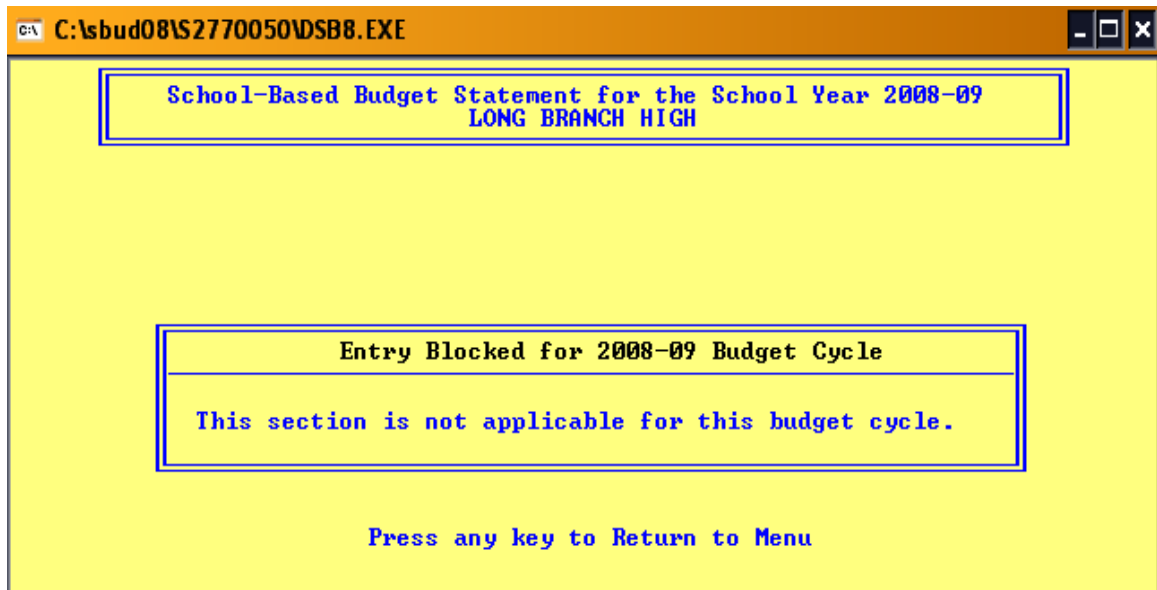 C:\sbud08\S2770050\DSB8.EXE
School-Based Budget Statement for the School Year 2008-09
LONG BRANCH HIGH
Entry Blocked for 2008-09 Budget Cycle
This section is not applicable for this budget cycle.
Press any key to Return to Menu